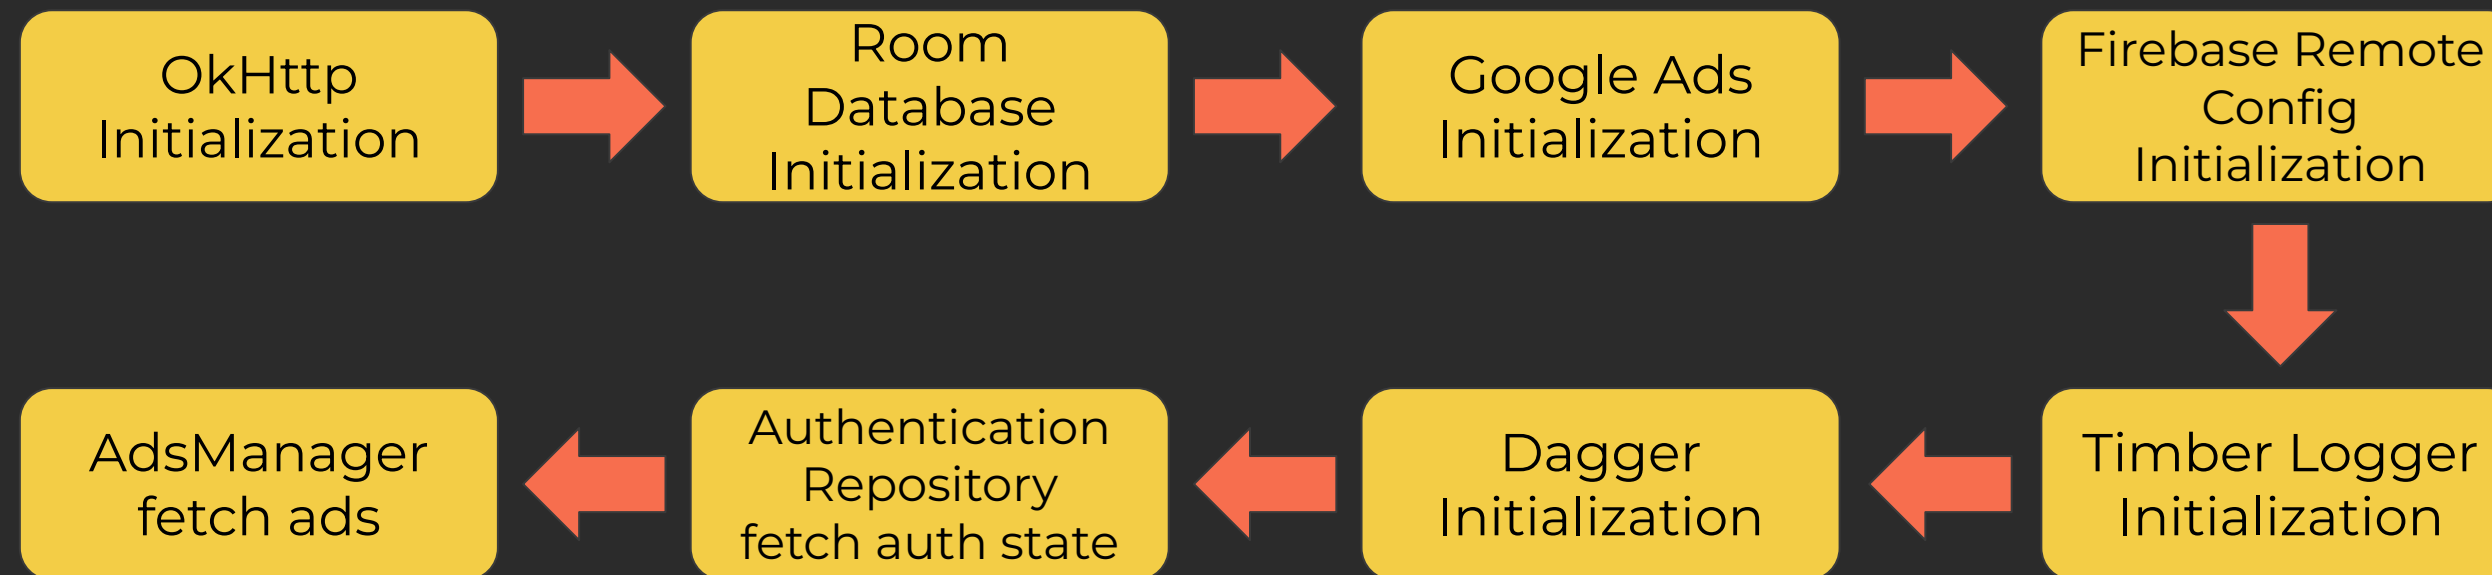 OkHttp
Initialization
Room
Database
Initialization
Google Ads
Initialization
Firebase Remote
Config
Initialization
Timber Logger
Initialization
Dagger
Initialization
Authentication
Repository
fetch auth state
AdsManager
fetch ads